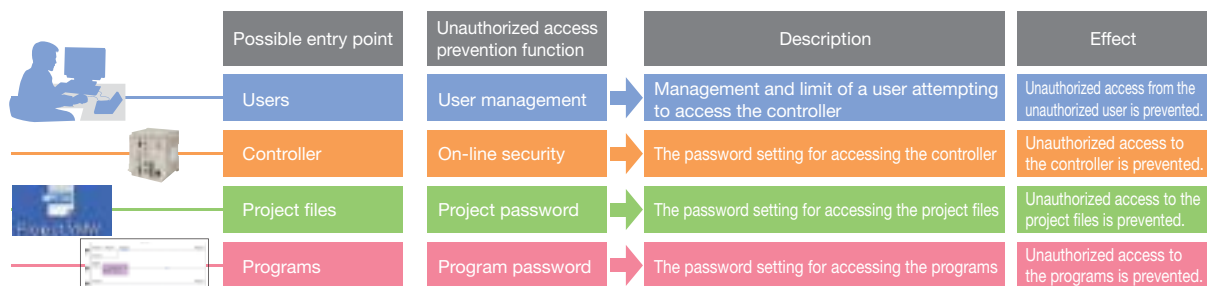 Possible entry point
Unauthorized access
prevention function
Description
Effect
Users
User management
Management and limit of a user attempting
to access the controller
Unauthorized access from the
unauthorized user is prevented.
Controller
On-line security
The password setting for accessing the controller
Unauthorized access to
the controller is prevented.
Project files
Project password
The password setting for accessing the project files
Unauthorized access to the
project files is prevented.
Programs
Program password
The password setting for accessing the programs
Unauthorized access to
the programs is prevented.